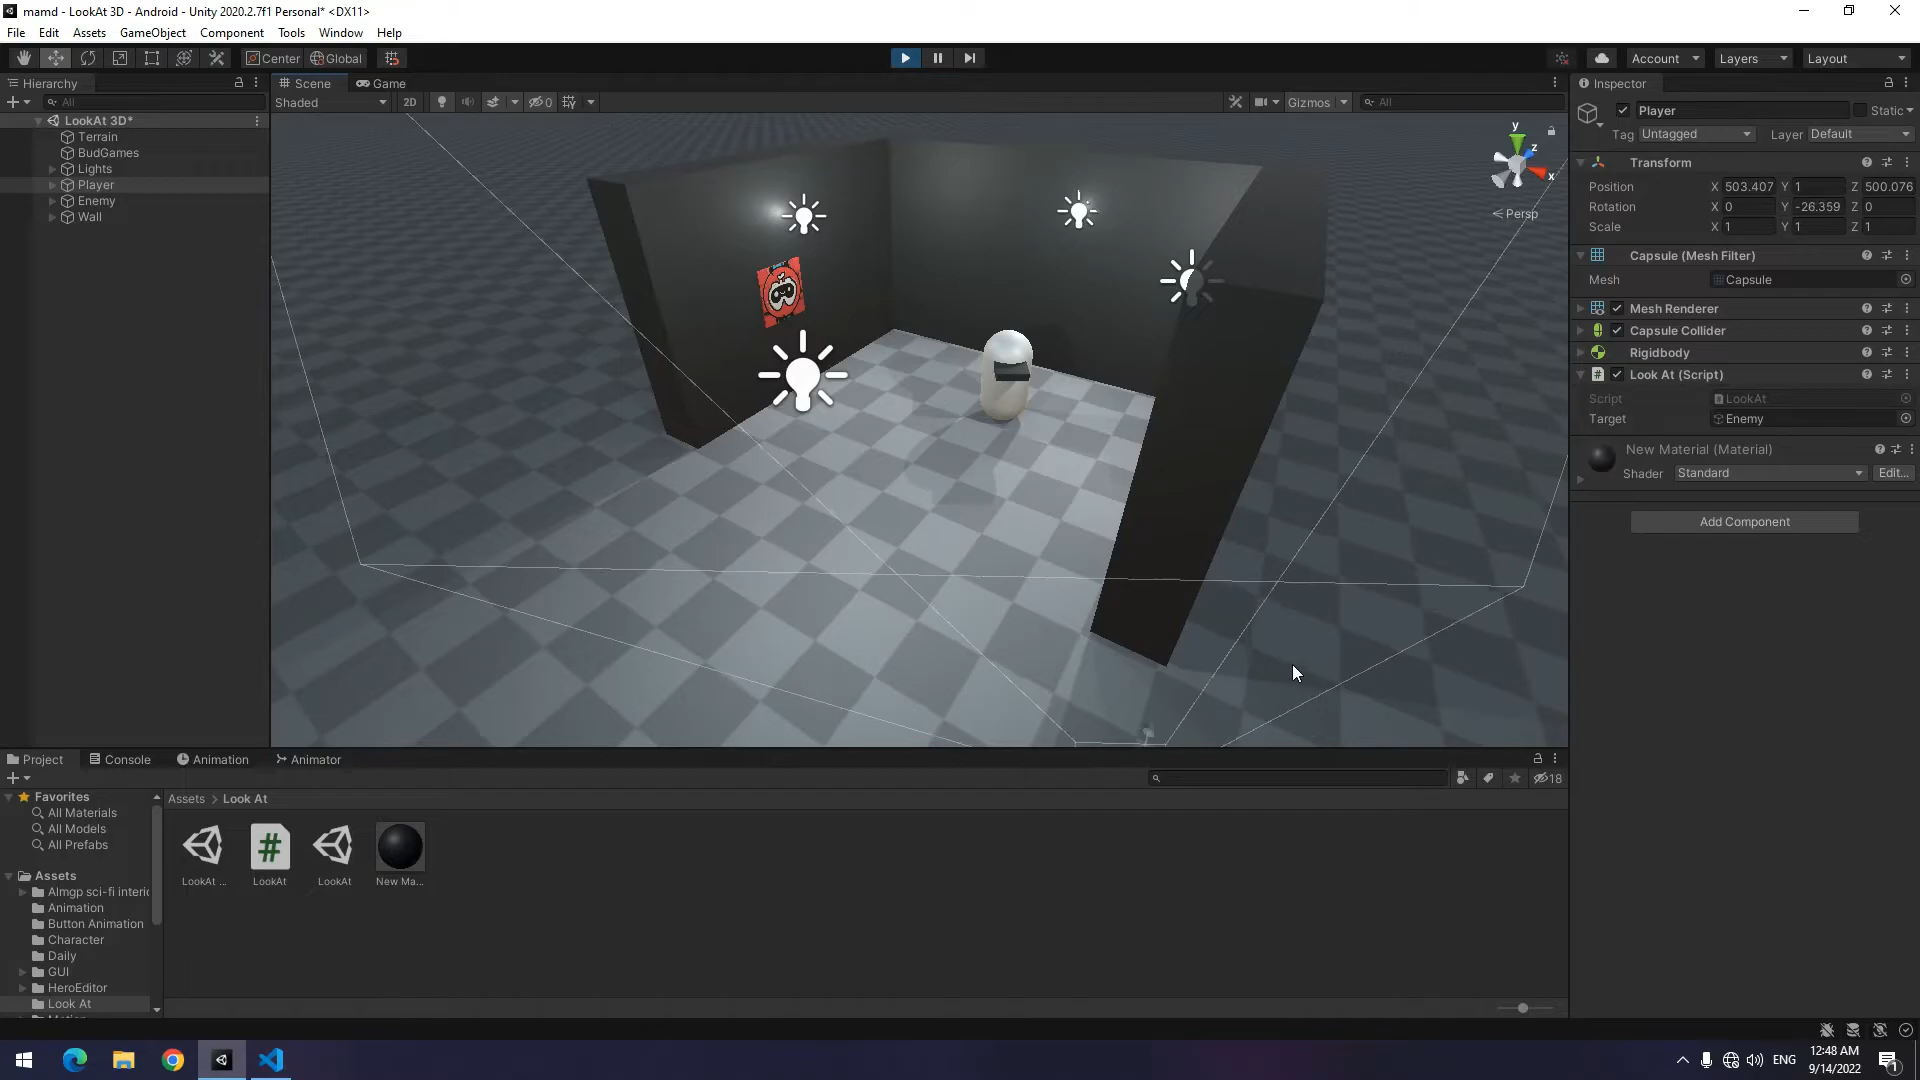 mamd - LookAt 3D - Android - Unity 2020.2.7f1 Personal* <DX11>
File Edit Assets GameObject Component Tools Window Help
Center Global Account Layers Layout
Hierarchy Scene Game Inspector
All Shaded 2D 0 Gizmos All
LookAt 3D*
Terrain
BudGames
Lights
Player
Enemy
Wall
y
z
x
Persp
Player Static
Tag Untagged Layer Default
Transform
Position X 503.407 Y 1 Z 500.076
Rotation X 0 Y -26.359 Z 0
Scale X 1 Y 1 Z 1
Capsule (Mesh Filter)
Mesh Capsule
Mesh Renderer
Capsule Collider
Rigidbody
Look At (Script)
Script LookAt
Target Enemy
New Material (Material)
Shader Standard Edit...
Add Component
Project Console Animation Animator
18
Favorites
All Materials
All Models
All Prefabs
Assets
Almgp sci-fi interic
Animation
Button Animation
Character
Daily
GUI
HeroEditor
Look At
Assets > Look At
LookAt ... LookAt LookAt New Ma...
ENG
12:48 AM
9/14/2022
1